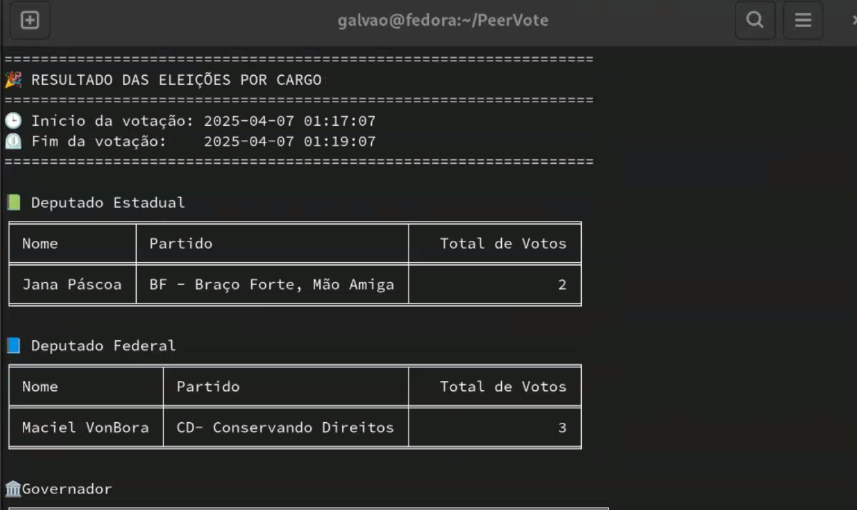 galvao@fedora:~/PeerVote
=================================================================
🎉 RESULTADO DAS ELEIÇÕES POR CARGO
=================================================================
🕒 Início da votação: 2025-04-07 01:17:07
🕛 Fim da votação:    2025-04-07 01:19:07
=================================================================
📗 Deputado Estadual
Nome Partido Total de Votos
Jana Páscoa BF - Braço Forte, Mão Amiga 2
📘 Deputado Federal
Nome Partido Total de Votos
Maciel VonBora CD- Conservando Direitos 3
🏛️Governador